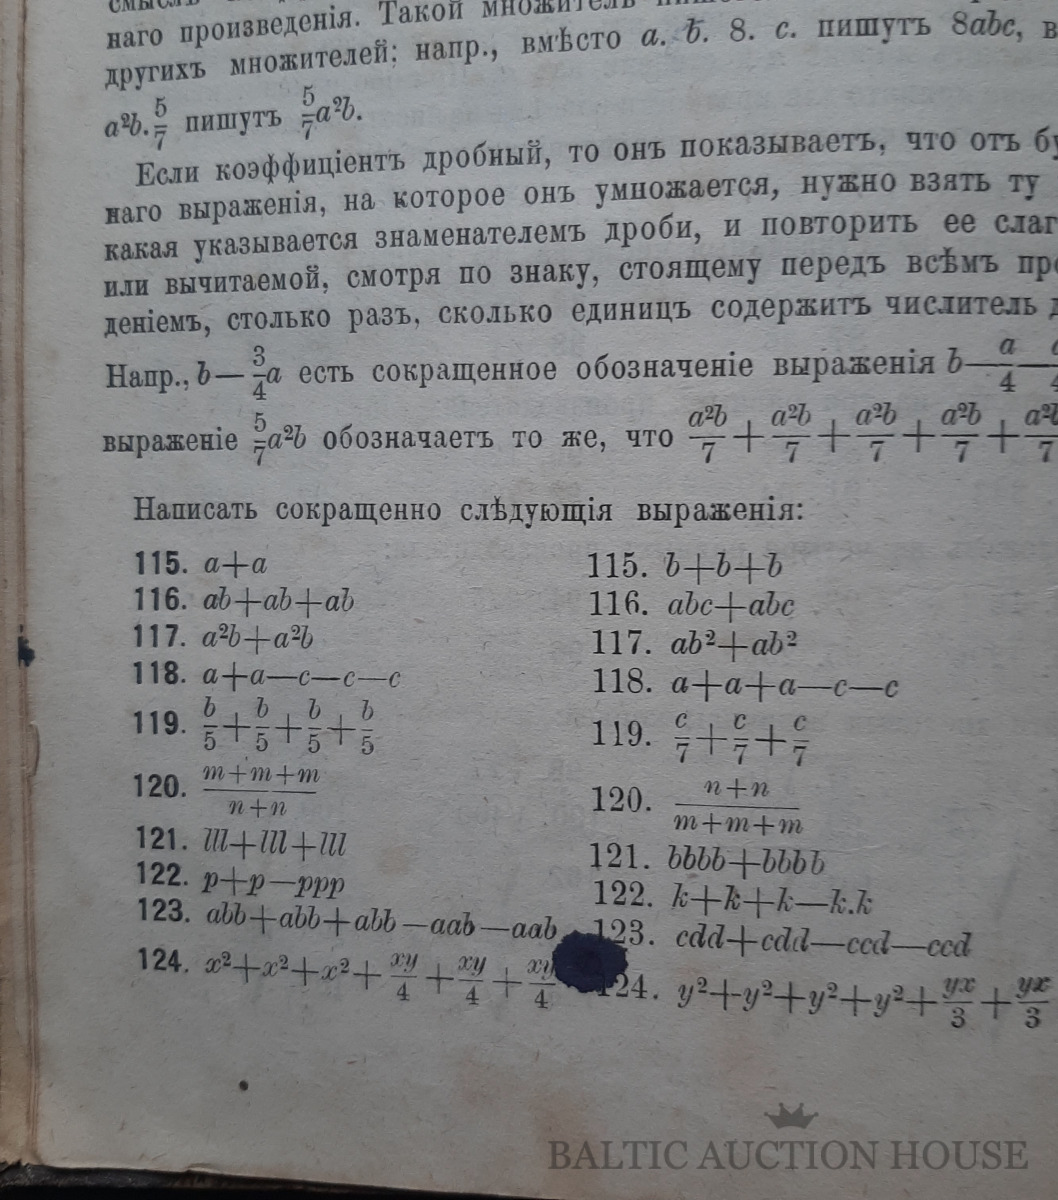 наго произведенія. Такой множитель
другихъ множителей; напр., вмѣсто a. b. 8. c. пишутъ 8abc, в
a²b.5/7 пишутъ 5/7a²b.
Если коэффиціентъ дробный, то онъ показываетъ, что отъ
наго выраженія, на которое онъ умножается, нужно взять ту
какая указывается знаменателемъ дроби, и повторить ее слаг
или вычитаемой, смотря по знаку, стоящему передъ всѣмъ про
деніемъ, столько разъ, сколько единицъ содержитъ числитель
Напр., b—3/4a есть сокращенное обозначеніе выраженія b—a/4—
выраженіе 5/7a²b обозначаетъ то же, что a²b/7+a²b/7+a²b/7+a²b/7+a²b/7
Написать сокращенно слѣдующія выраженія:
115. a+a
116. ab+ab+ab
117. a²b+a²b
118. a+a—c—c—c
119. b/5+b/5+b/5+b/5
120. m+m+m/n+n
121. lll+lll+lll
122. p+p—ppp
123. abb+abb+abb—aab—aab
124. x²+x²+x²+xy/4+xy/4+xy/4
115. b+b+b
116. abc+abc
117. ab²+ab²
118. a+a+a—c—c
119. c/7+c/7+c/7
120. n+n/m+m+m
121. bbbb+bbbb
122. k+k+k—k.k
123. cdd+cdd—ccd—ccd
124. y²+y²+y²+y²+yx/3+yx/3
BALTIC AUCTION HOUSE